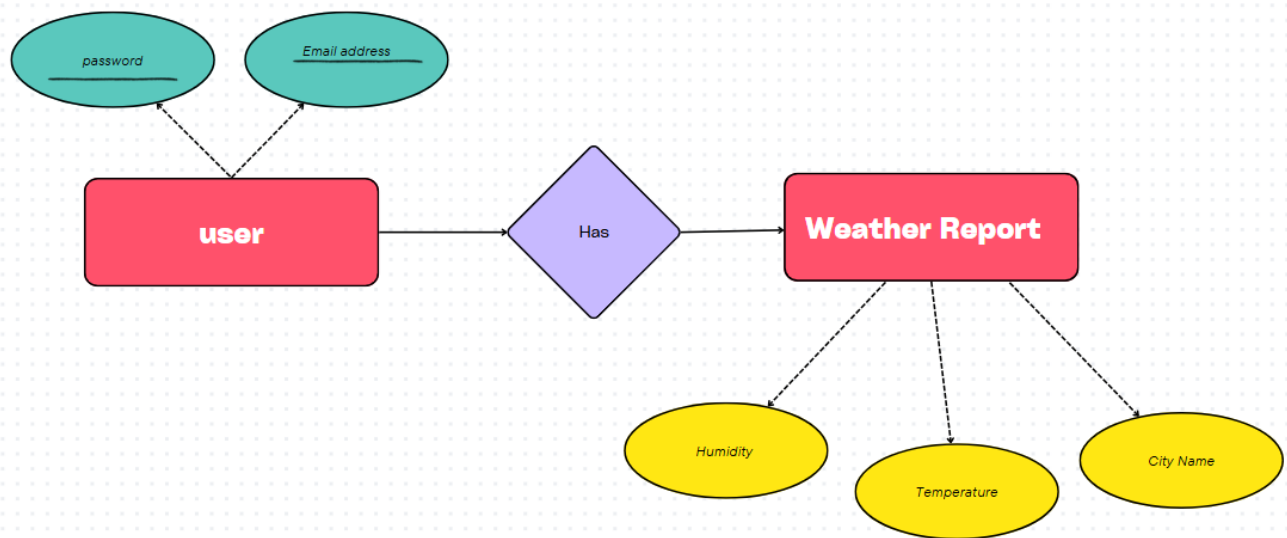 password
Email address
user
Has
Weather Report
Humidity
Temperature
City Name